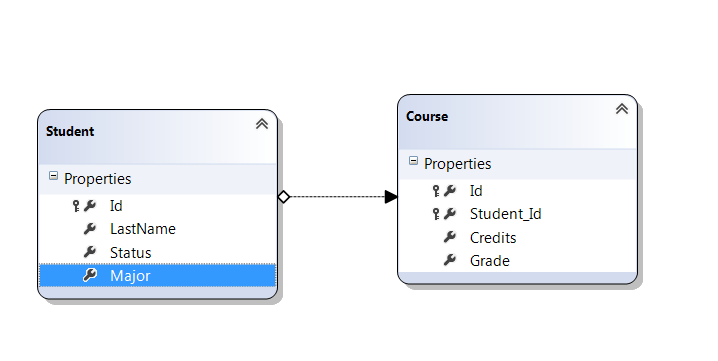 Student
Properties
Id
LastName
Status
Major
Course
Properties
Id
Student_Id
Credits
Grade